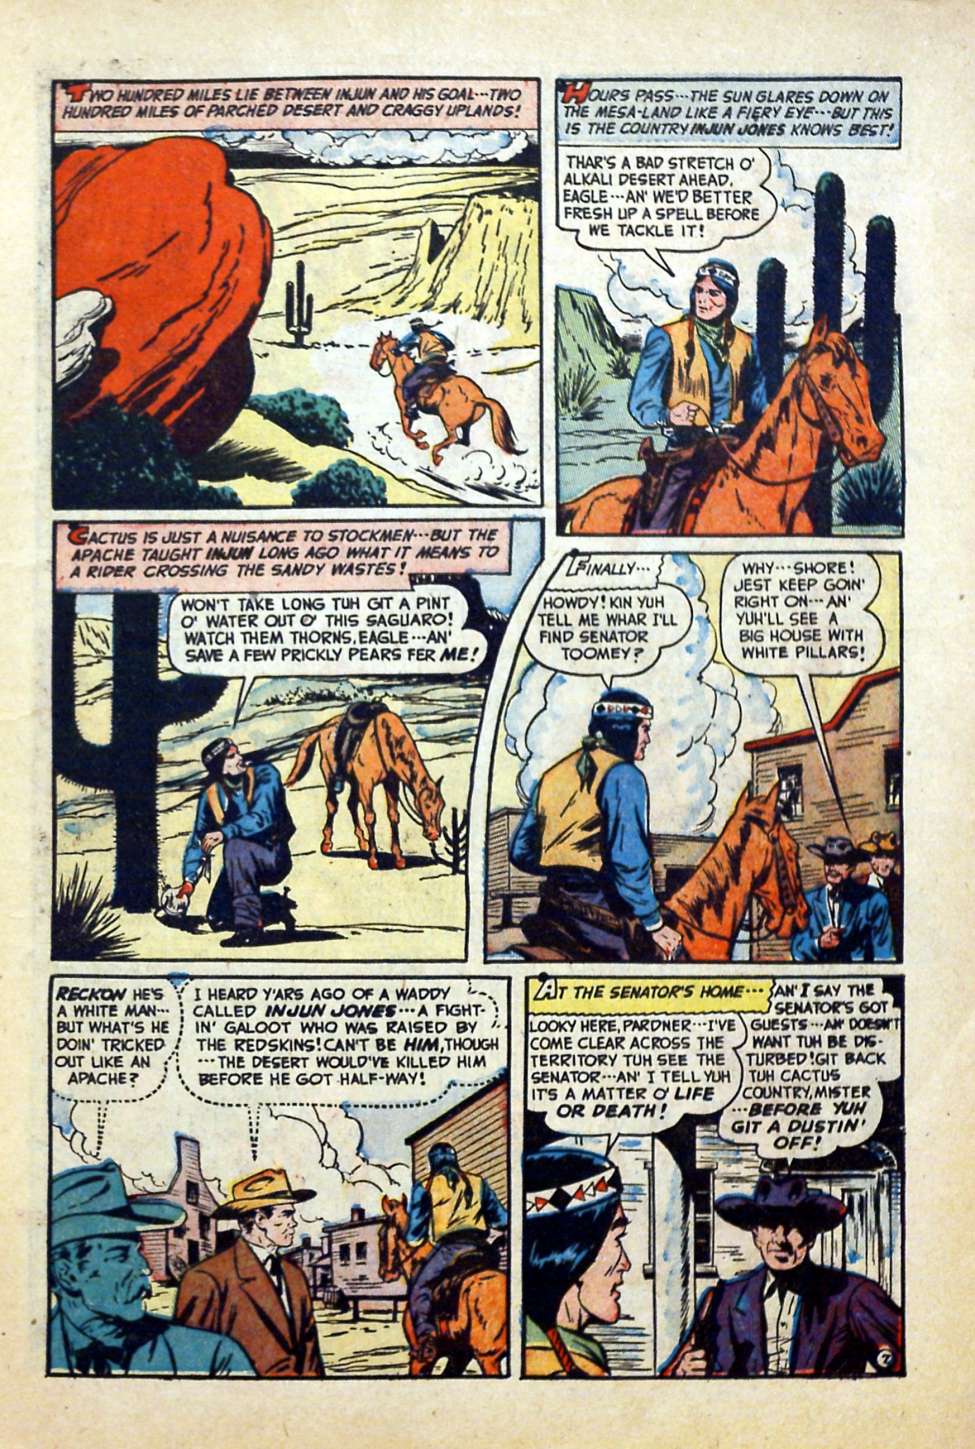 TWO HUNDRED MILES LIE BETWEEN INJUN AND HIS GOAL---TWO
HUNDRED MILES OF PARCHED DESERT AND CRAGGY UPLANDS!
HOURS PASS---THE SUN GLARES DOWN ON
THE MESA-LAND LIKE A FIERY EYE---BUT THIS
IS THE COUNTRY INJUN JONES KNOWS BEST!
THAR'S A BAD STRETCH O'
ALKALI DESERT AHEAD,
EAGLE---AN' WE'D BETTER
FRESH UP A SPELL BEFORE
WE TACKLE IT!
CACTUS IS JUST A NUISANCE TO STOCKMEN---BUT THE
APACHE TAUGHT INJUN LONG AGO WHAT IT MEANS TO
A RIDER CROSSING THE SANDY WASTES!
WON'T TAKE LONG TUH GIT A PINT
O' WATER OUT O' THIS SAGUARO!
WATCH THEM THORNS, EAGLE---AN'
SAVE A FEW PRICKLY PEARS FER ME!
FINALLY---
HOWDY! KIN YUH
TELL ME WHAR I'LL
FIND SENATOR
TOOMEY?
WHY---SHORE!
JEST KEEP GOIN'
RIGHT ON---AN'
YUH'LL SEE A
BIG HOUSE WITH
WHITE PILLARS!
RECKON HE'S
A WHITE MAN---
BUT WHAT'S HE
DOIN' TRICKED
OUT LIKE AN
APACHE?
I HEARD Y'ARS AGO OF A WADDY
CALLED INJUN JONES---A FIGHT-
IN' GALOOT WHO WAS RAISED BY
THE REDSKINS! CAN'T BE HIM, THOUGH
---THE DESERT WOULD'VE KILLED HIM
BEFORE HE GOT HALF-WAY!
AT THE SENATOR'S HOME---
LOOKY HERE, PARDNER---I'VE
COME CLEAR ACROSS THE
TERRITORY TUH SEE THE
SENATOR---AN' I TELL YUH
IT'S A MATTER O' LIFE
OR DEATH!
AN' I SAY THE
SENATOR'S GOT
GUESTS---AN' DOESN'T
WANT TUH BE DIS-
TURBED! GIT BACK
TUH CACTUS
COUNTRY, MISTER
---BEFORE YUH
GIT A DUSTIN'
OFF!
7